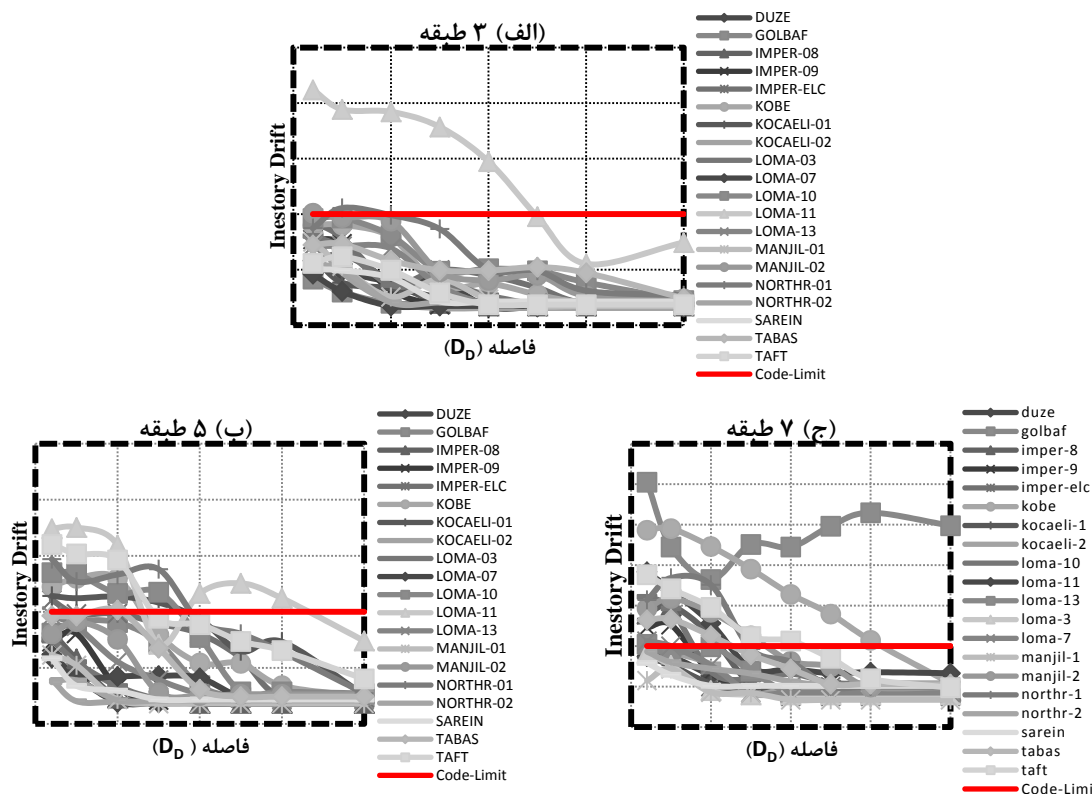 الف) ۳ طبقه)
Inestory Drift
فاصله (D_D)
DUZE
GOLBAF
IMPER-08
IMPER-09
IMPER-ELC
KOBE
KOCAELI-01
KOCAELI-02
LOMA-03
LOMA-07
LOMA-10
LOMA-11
LOMA-13
MANJIL-01
MANJIL-02
NORTHR-01
NORTHR-02
SAREIN
TABAS
TAFT
Code-Limit
(ب) ۵ طبقه
Inestory Drift
فاصله (D_D)
DUZE
GOLBAF
IMPER-08
IMPER-09
IMPER-ELC
KOBE
KOCAELI-01
KOCAELI-02
LOMA-03
LOMA-07
LOMA-10
LOMA-11
LOMA-13
MANJIL-01
MANJIL-02
NORTHR-01
NORTHR-02
SAREIN
TABAS
TAFT
Code-Limit
(ج) ۷ طبقه
Inestory Drift
فاصله (D_D)
duze
golbaf
imper-8
imper-9
imper-elc
kobe
kocaeli-1
kocaeli-2
loma-10
loma-11
loma-13
loma-3
loma-7
manjil-1
manjil-2
northr-1
northr-2
sarein
tabas
taft
Code-Limi